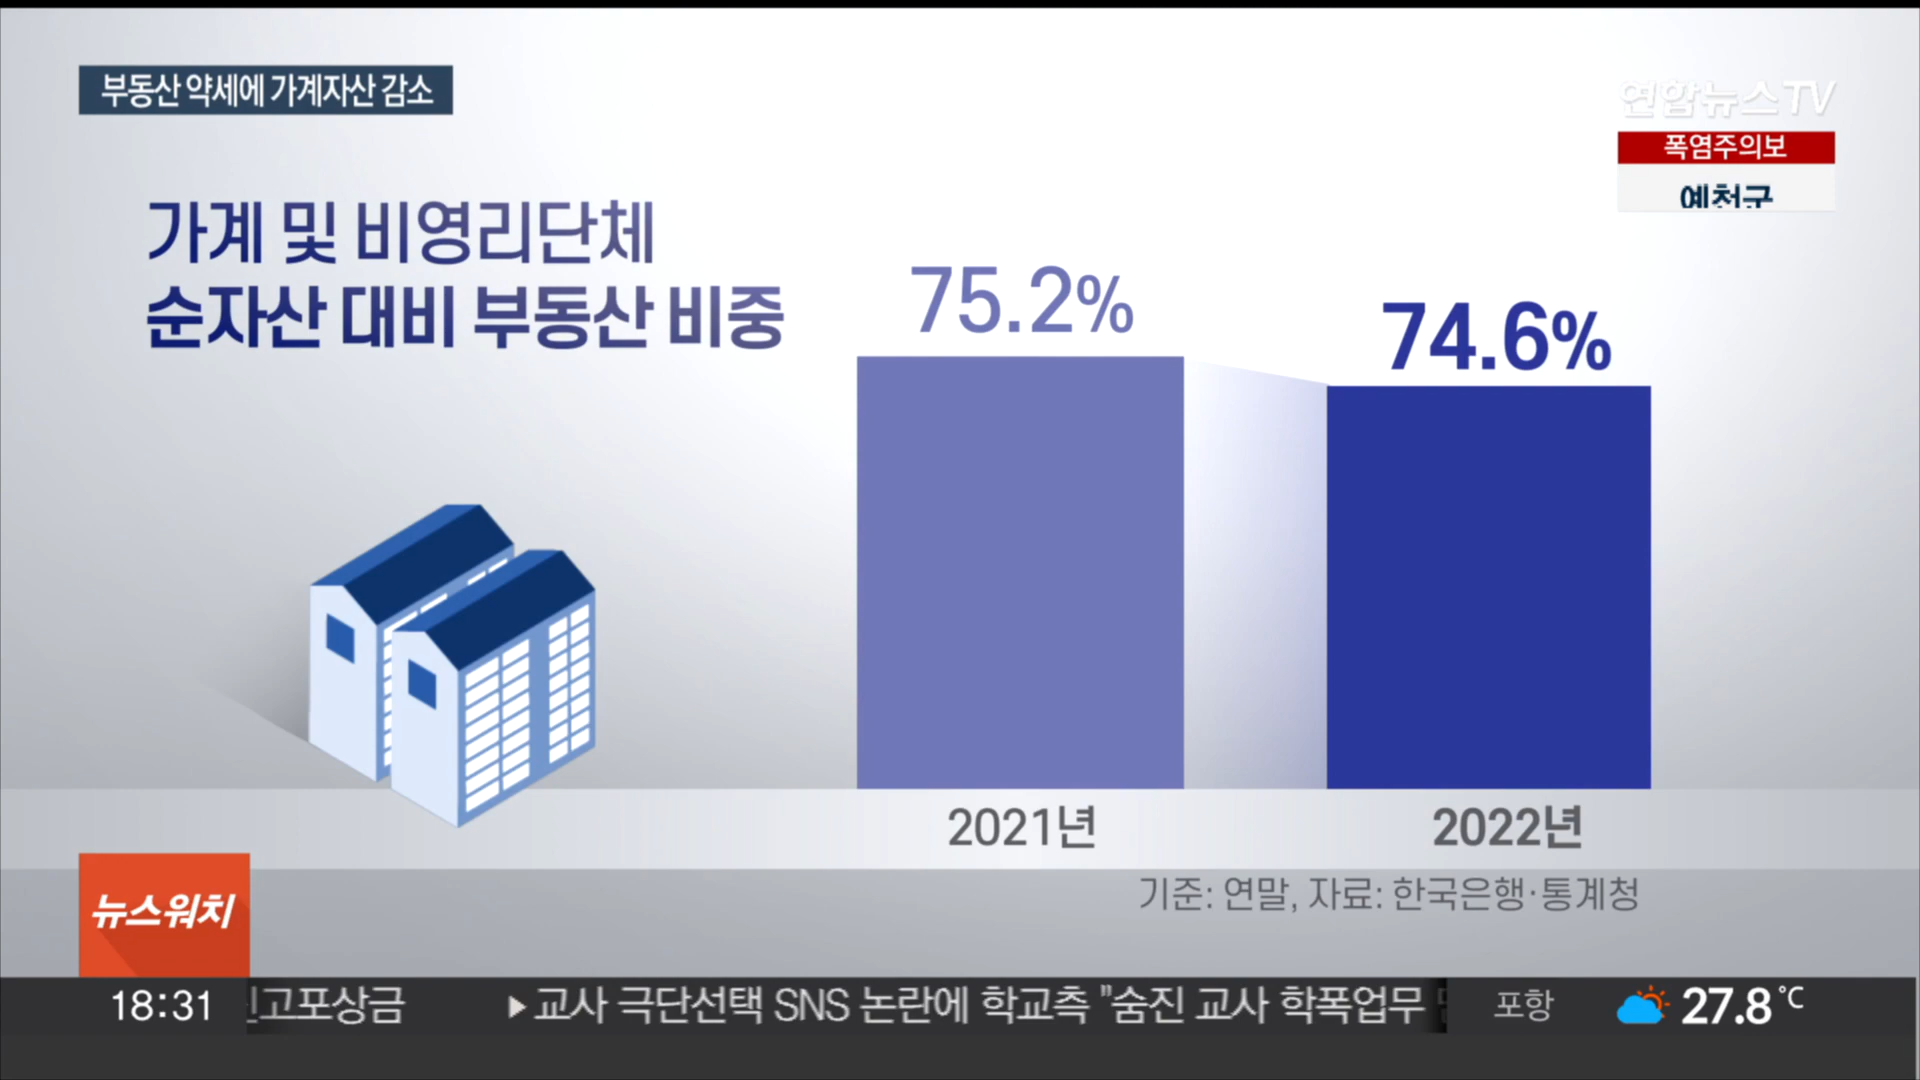 부동산 약세에 가계자산 감소
연합뉴스TV
폭염주의보
예천군
가계 및 비영리단체
순자산 대비 부동산 비중
75.2%
74.6%
2021년
2022년
기준: 연말, 자료: 한국은행·통계청
뉴스워치
18:31 고포상금 ▶교사 극단선택 SNS 논란에 학교측 "숨진 교사 학폭업무 포항 27.8℃